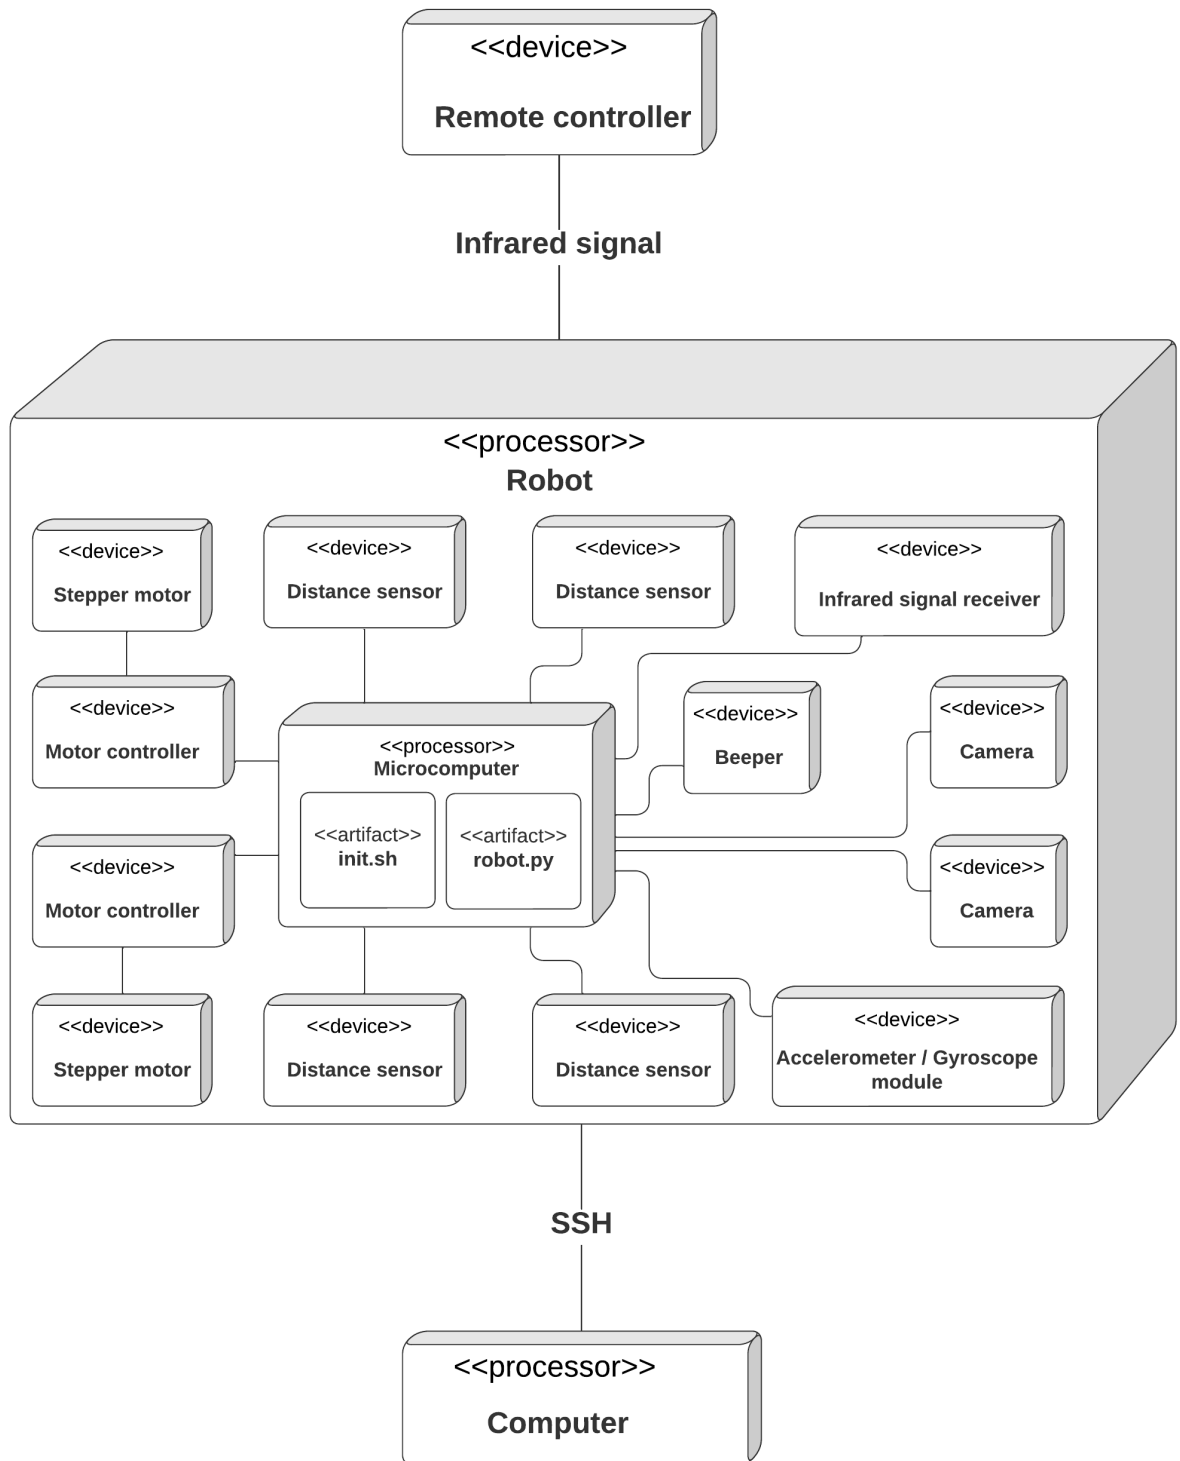 <<device>>
Remote controller
Infrared signal
<<processor>>
Robot
<<device>>
Stepper motor
<<device>>
Distance sensor
<<device>>
Distance sensor
<<device>>
Infrared signal receiver
<<device>>
Motor controller
<<processor>>
Microcomputer
<<artifact>>
init.sh
<<artifact>>
robot.py
<<device>>
Beeper
<<device>>
Camera
<<device>>
Motor controller
<<device>>
Camera
<<device>>
Stepper motor
<<device>>
Distance sensor
<<device>>
Distance sensor
<<device>>
Accelerometer / Gyroscope
module
SSH
<<processor>>
Computer